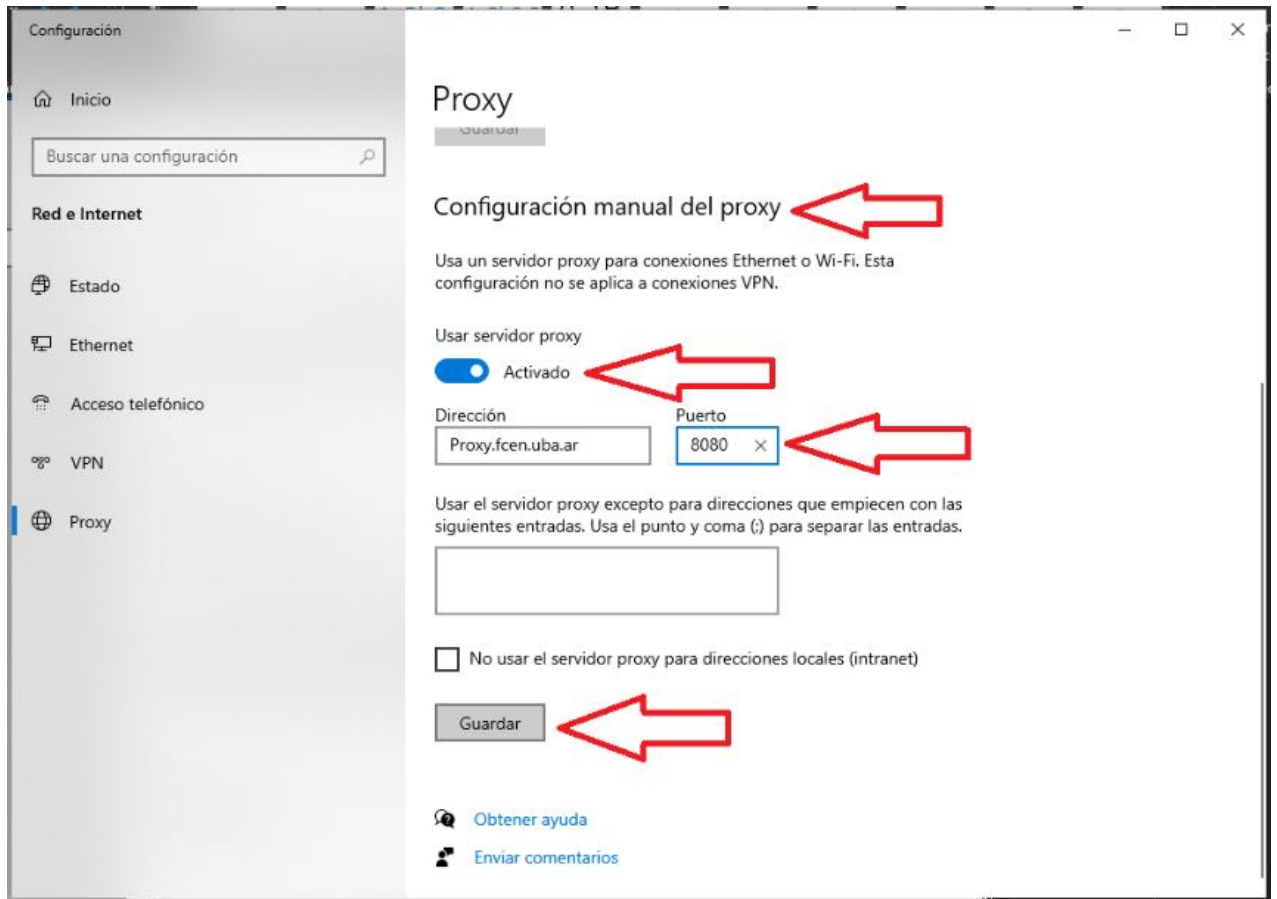 Configuración
Inicio
Buscar una configuración
Red e Internet
Estado
Ethernet
Acceso telefónico
VPN
Proxy
Proxy
Guardar
Configuración manual del proxy
Usa un servidor proxy para conexiones Ethernet o Wi-Fi. Esta
configuración no se aplica a conexiones VPN.
Usar servidor proxy
Activado
Dirección Puerto
Proxy.fcen.uba.ar 8080
Usar el servidor proxy excepto para direcciones que empiecen con las
siguientes entradas. Usa el punto y coma (;) para separar las entradas.
No usar el servidor proxy para direcciones locales (intranet)
Guardar
Obtener ayuda
Enviar comentarios